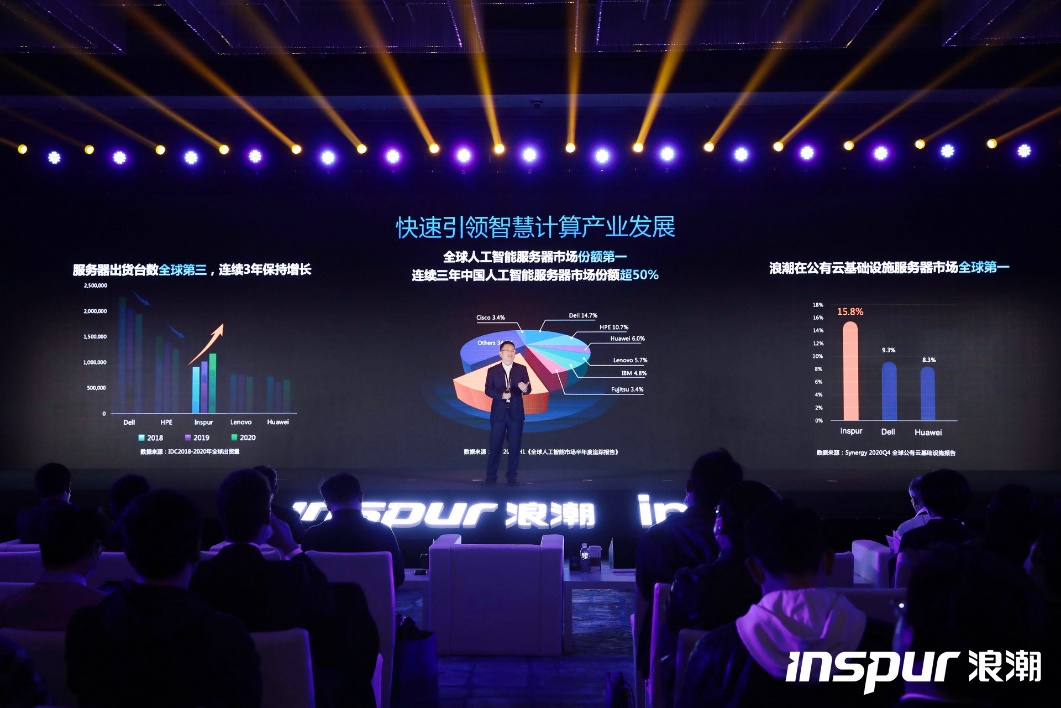 快速引领智慧计算产业发展
服务器出货台数全球第三，连续3年保持增长
2,500,000
2,000,000
1,500,000
1,000,000
500,000
0
Dell HPE Inspur Lenovo Huawei
2018 2019 2020
数据来源：IDC2018-2020年全球出货量
全球人工智能服务器市场份额第一
连续三年中国人工智能服务器市场份额超50%
Cisco 3.4%
Dell 14.7%
HPE 10.7%
Huawei 6.0%
Others
Lenovo 5.7%
IBM 4.8%
Fujitsu 3.4%
数据来源：
H1《全球人工智能市场半年度追踪报告》
浪潮在公有云基础设施服务器市场全球第一
18%
16%
14%
12%
10%
8%
6%
4%
2%
0%
15.8%
9.3%
8.3%
Inspur Dell Huawei
数据来源：Synergy 2020Q4 全球公有云基础设施报告
inspur 浪潮
in
inspur 浪潮